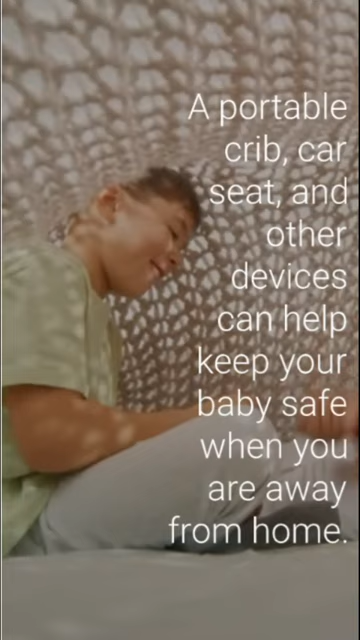 A portable
crib, car
seat, and
other
devices
can help
keep your
baby safe
when you
are away
from home.